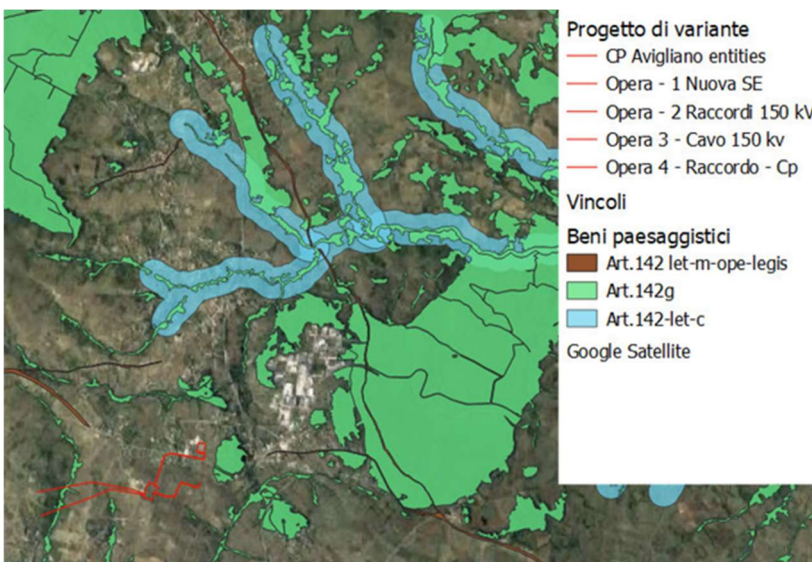 Progetto di variante
CP Avigliano entities
Opera - 1 Nuova SE
Opera - 2 Raccordi 150 kV
Opera 3 - Cavo 150 kv
Opera 4 - Raccordo - Cp
Vincoli
Beni paesaggistici
Art.142 let-m-ope-legis
Art.142g
Art.142-let-c
Google Satellite